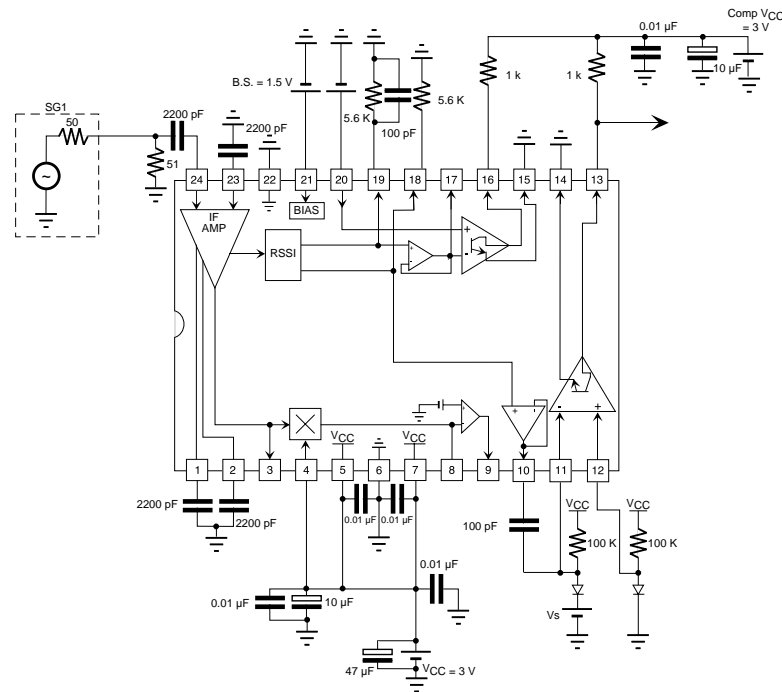 Comp VCC
= 3 V
0.01 µF
10 µF
1 k
1 k
B.S. = 1.5 V
5.6 K
100 pF
5.6 K
SG1
50
51
2200 pF
2200 pF
24
23
22
21
20
19
18
17
16
15
14
13
IF
AMP
BIAS
RSSI
+
-
+
-
+
-
+
-
-
+
VCC
VCC
1
2
3
4
5
6
7
8
9
10
11
12
2200 pF
2200 pF
0.01 µF
0.01 µF
100 pF
VCC
100 K
VCC
100 K
0.01 µF
10 µF
0.01 µF
Vs
47 µF
VCC = 3 V